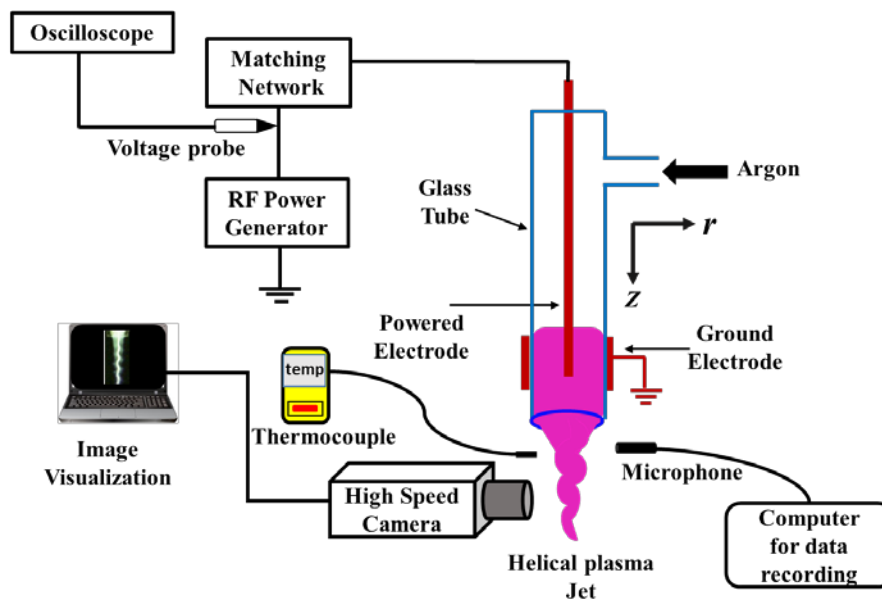 Oscilloscope
Matching
Network
Voltage probe
RF Power
Generator
Glass
Tube
Argon
r
z
Powered
Electrode
Ground
Electrode
temp
Thermocouple
Image
Visualization
High Speed
Camera
Microphone
Helical plasma
Jet
Computer
for data
recording